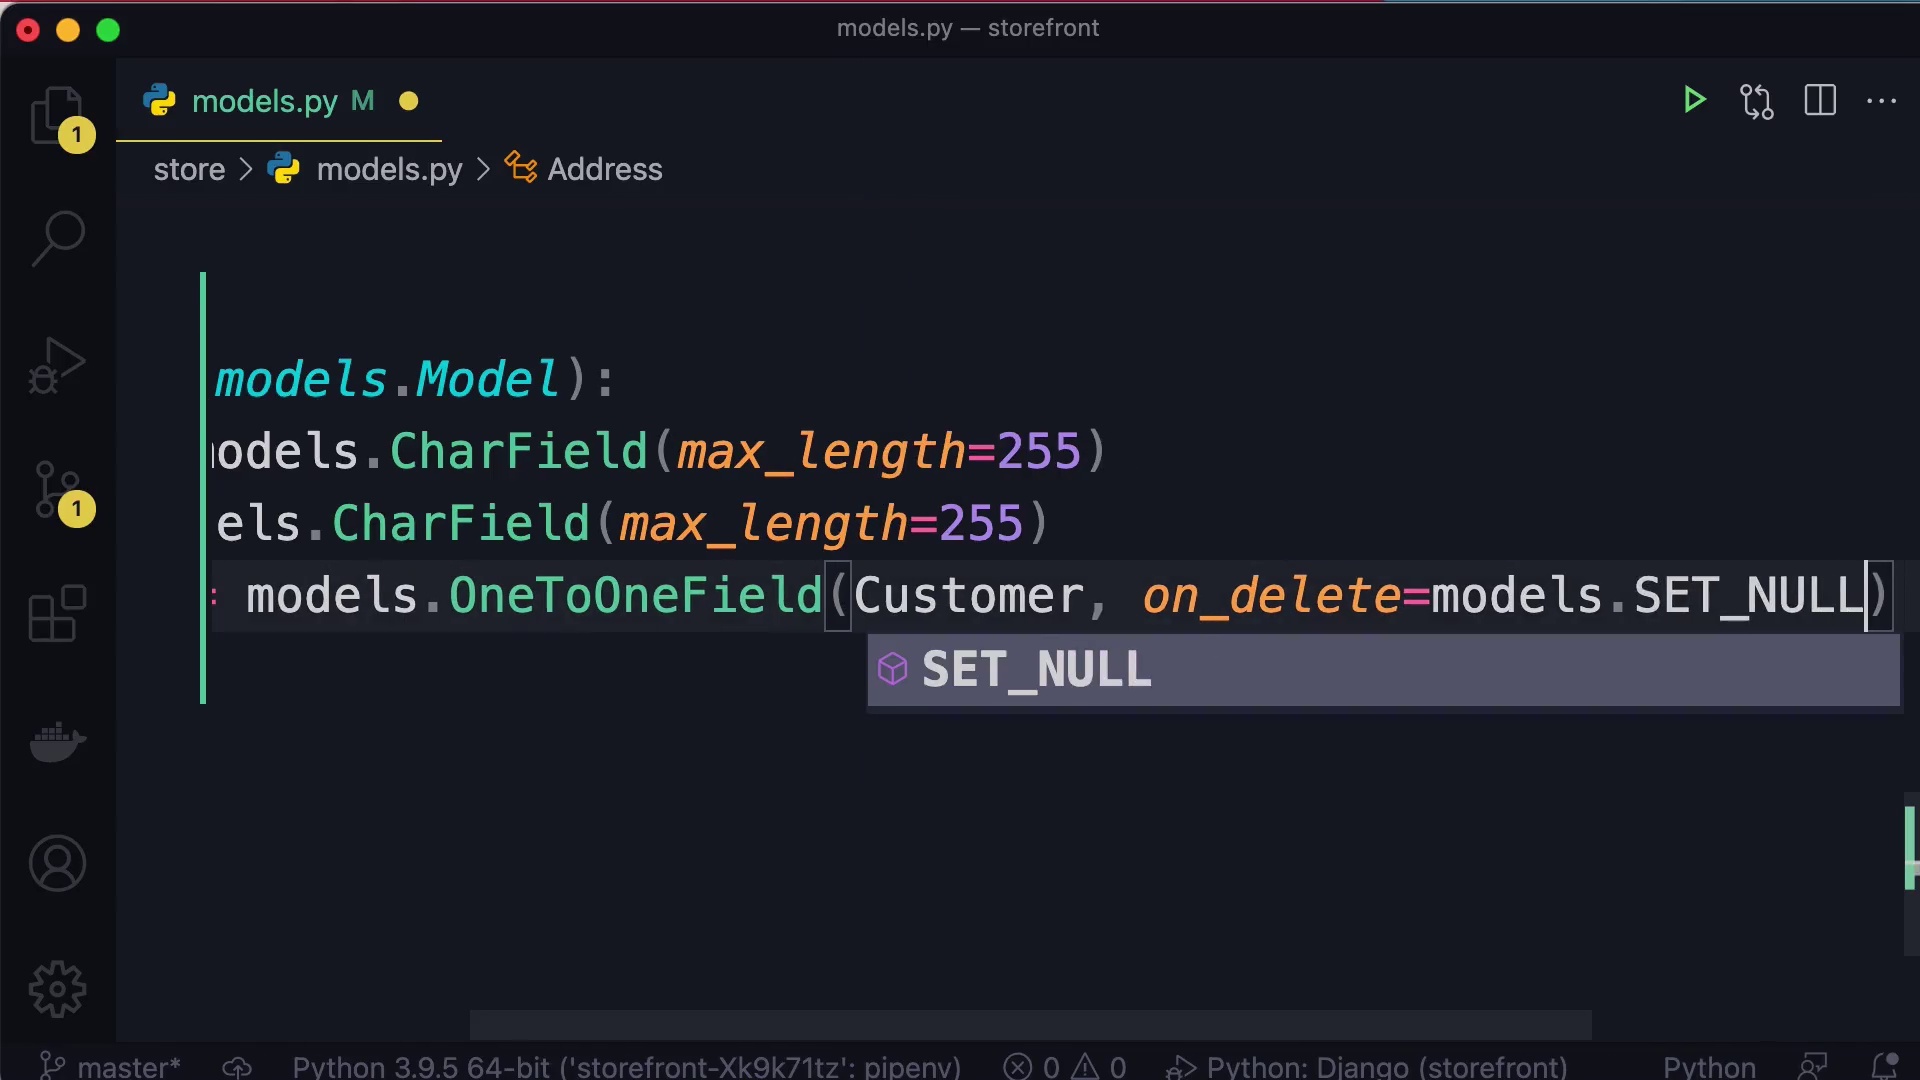 models.py — storefront
models.py M
1
store > models.py > Address
models.Model):
odels.CharField(max_length=255)
els.CharField(max_length=255)
= models.OneToOneField(Customer, on_delete=models.SET_NULL)
SET_NULL
1
master* Python 3.9.5 64-bit ('storefront-Xk9k71tz': pipenv) 0 0 Python: Django (storefront) Python